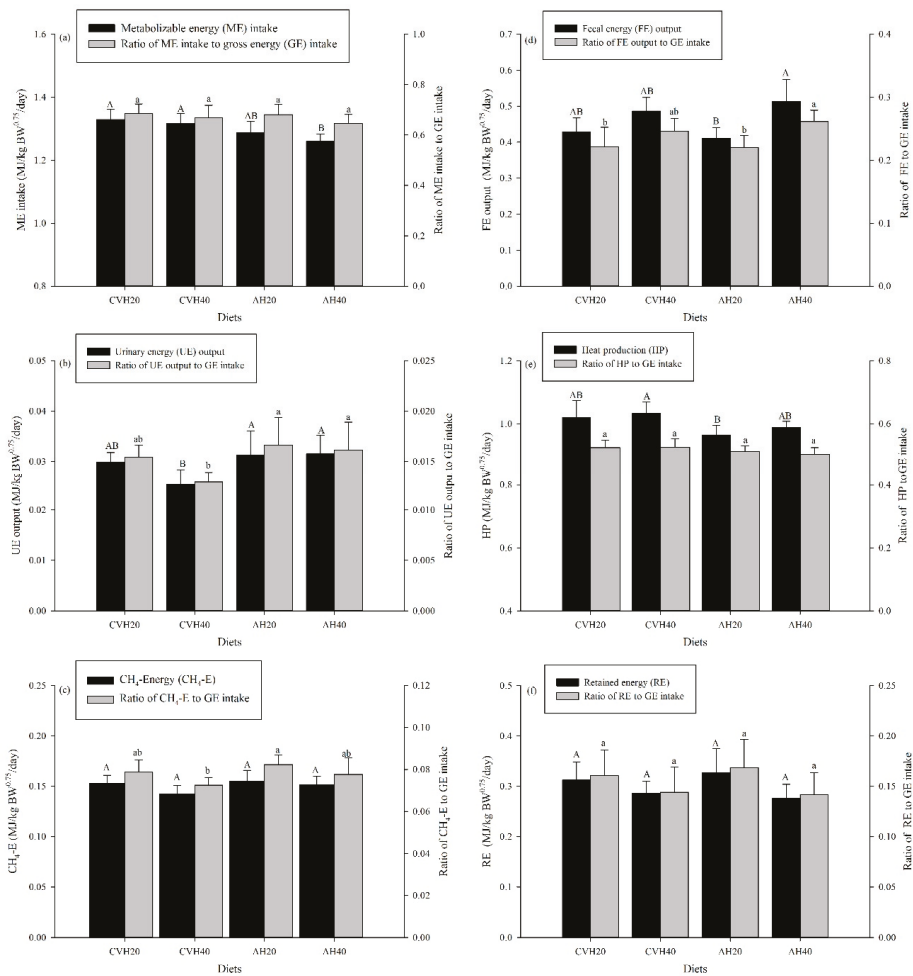 (a)
Metabolizable energy (ME) intake
Ratio of ME intake to gross energy (GE) intake
ME intake (MJ/kg BW0.75/day)
1.6
1.4
1.2
1.0
0.8
A
a
A
a
AB
a
B
a
1.0
0.8
0.6
0.4
0.2
0.0
Ratio of ME intake to GE intake
CVH20 CVH40 AH20 AH40
Diets
(d)
Fecal energy (FE) output
Ratio of FE output to GE intake
FE output (MJ/kg BW0.75/day)
0.7
0.6
0.5
0.4
0.3
0.2
0.1
0.0
AB
b
A
ab
B
b
A
a
0.4
0.3
0.2
0.1
0.0
Ratio of FE to GE intake
CVH20 CVH40 AH20 AH40
Diets
(b)
Urinary energy (UE) output
Ratio of UE output to GE intake
UE output (MJ/kg BW0.75/day)
0.05
0.04
0.03
0.02
0.01
0.00
AB
ab
B
b
A
a
A
a
0.025
0.020
0.015
0.010
0.005
0.000
Ratio of UE outpu to GE intake
CVH20 CVH40 AH20 AH40
Diets
(e)
Heat production (HP)
Ratio of HP to GE intake
HP (MJ/kg BW0.75/day)
1.2
1.0
0.8
0.6
0.4
AB
a
A
a
B
a
AB
a
0.8
0.6
0.4
0.2
0.0
Ratio of HP toGE intake
CVH20 CVH40 AH20 AH40
Diets
(c)
CH4-Energy (CH4-E)
Ratio of CH4-E to GE intake
CH4-E (MJ/kg BW0.75/day)
0.25
0.20
0.15
0.10
0.05
0.00
A
ab
A
b
A
a
A
ab
0.12
0.10
0.08
0.06
0.04
0.02
0.00
Ratio of CH4-E to GE intake
CVH20 CVH40 AH20 AH40
Diets
(f)
Retained energy (RE)
Ratio of RE to GE intake
RE (MJ/kg BW0.75/day)
0.5
0.4
0.3
0.2
0.1
0.0
A
a
A
a
A
a
A
a
0.25
0.20
0.15
0.10
0.05
0.00
Ratio of RE to GE intake
CVH20 CVH40 AH20 AH40
Diets